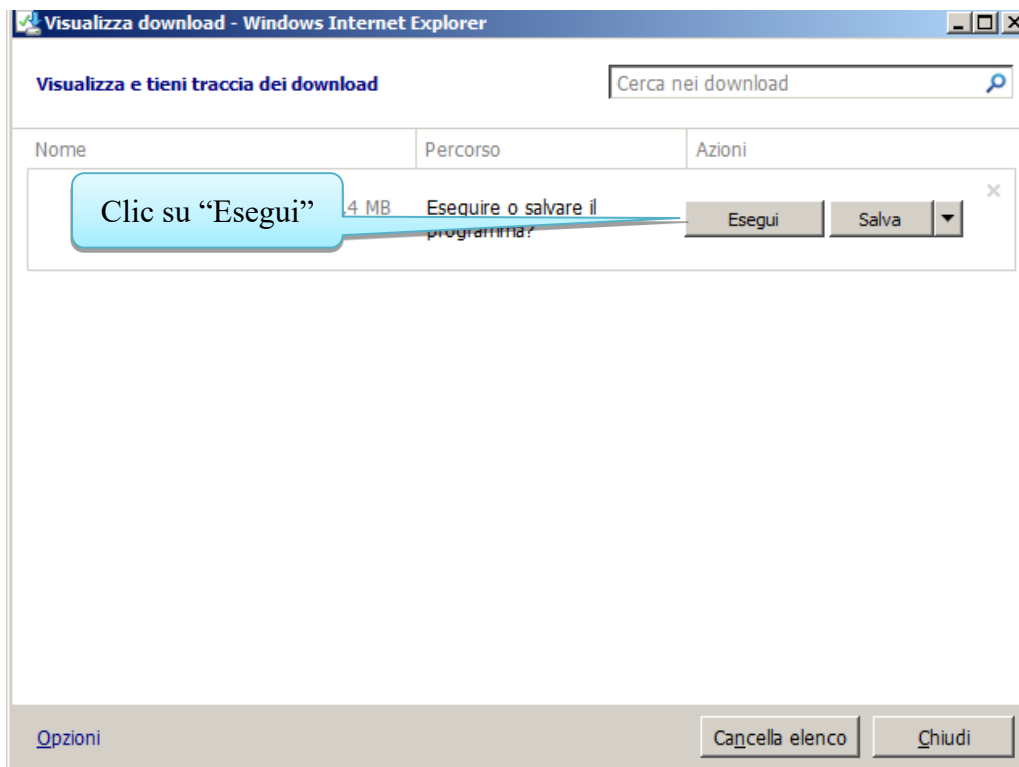 Visualizza download - Windows Internet Explorer
Visualizza e tieni traccia dei download
Cerca nei download
Nome Percorso Azioni
Clic su “Esegui”
,4 MB Eseguire o salvare il
programma?
Esegui Salva
Opzioni Cancella elenco Chiudi